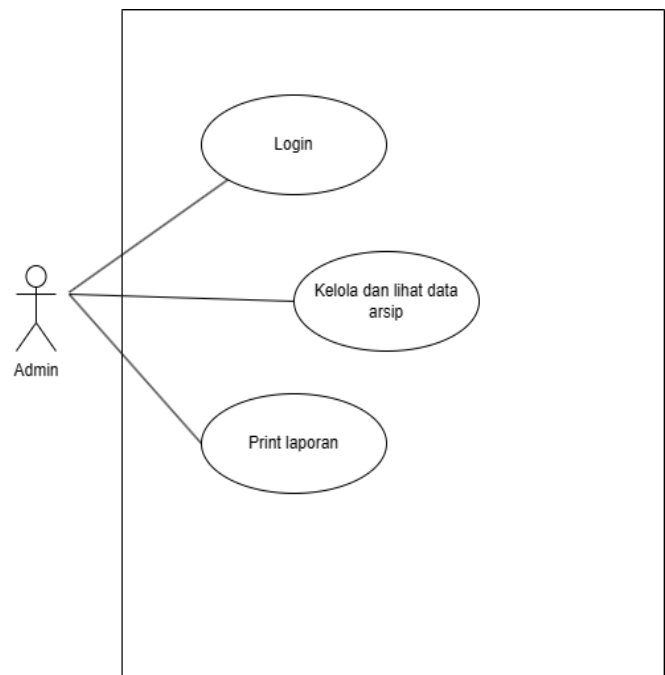 Login
Kelola dan lihat data
arsip
Admin
Print laporan